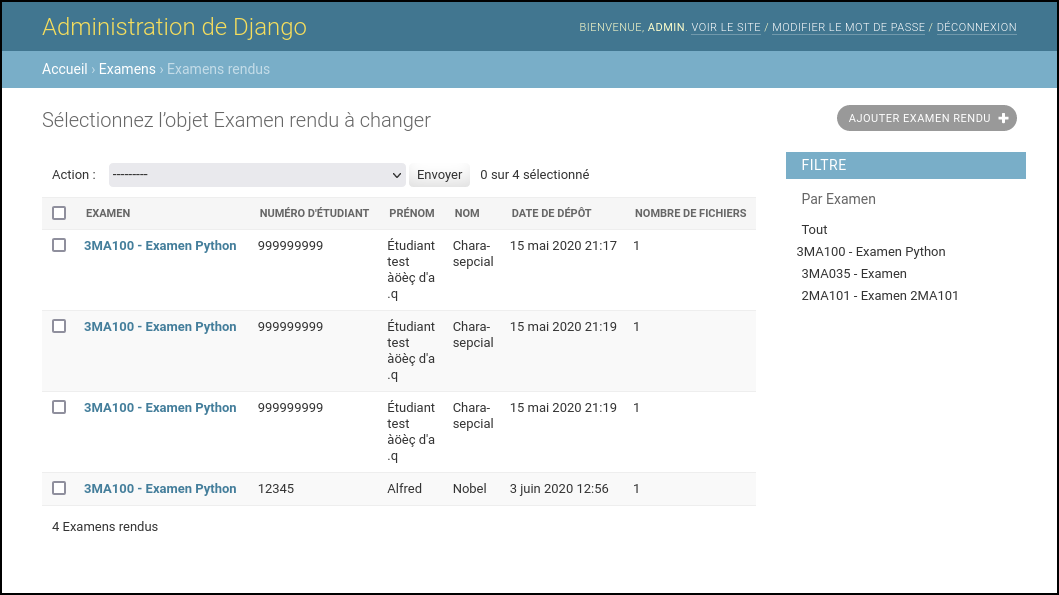 Administration de Django
BIENVENUE, ADMIN. VOIR LE SITE / MODIFIER LE MOT DE PASSE / DÉCONNEXION
Accueil › Examens › Examens rendus
Sélectionnez l’objet Examen rendu à changer
AJOUTER EXAMEN RENDU +
Action : --------- Envoyer 0 sur 4 sélectionné
EXAMEN NUMÉRO D'ÉTUDIANT PRÉNOM NOM DATE DE DÉPÔT NOMBRE DE FICHIERS
3MA100 - Examen Python 999999999 Étudiant Chara- 15 mai 2020 21:17 1
test sepcial
àöèç d'a
.q
3MA100 - Examen Python 999999999 Étudiant Chara- 15 mai 2020 21:19 1
test sepcial
àöèç d'a
.q
3MA100 - Examen Python 999999999 Étudiant Chara- 15 mai 2020 21:19 1
test sepcial
àöèç d'a
.q
3MA100 - Examen Python 12345 Alfred Nobel 3 juin 2020 12:56 1
4 Examens rendus
FILTRE
Par Examen
Tout
3MA100 - Examen Python
3MA035 - Examen
2MA101 - Examen 2MA101